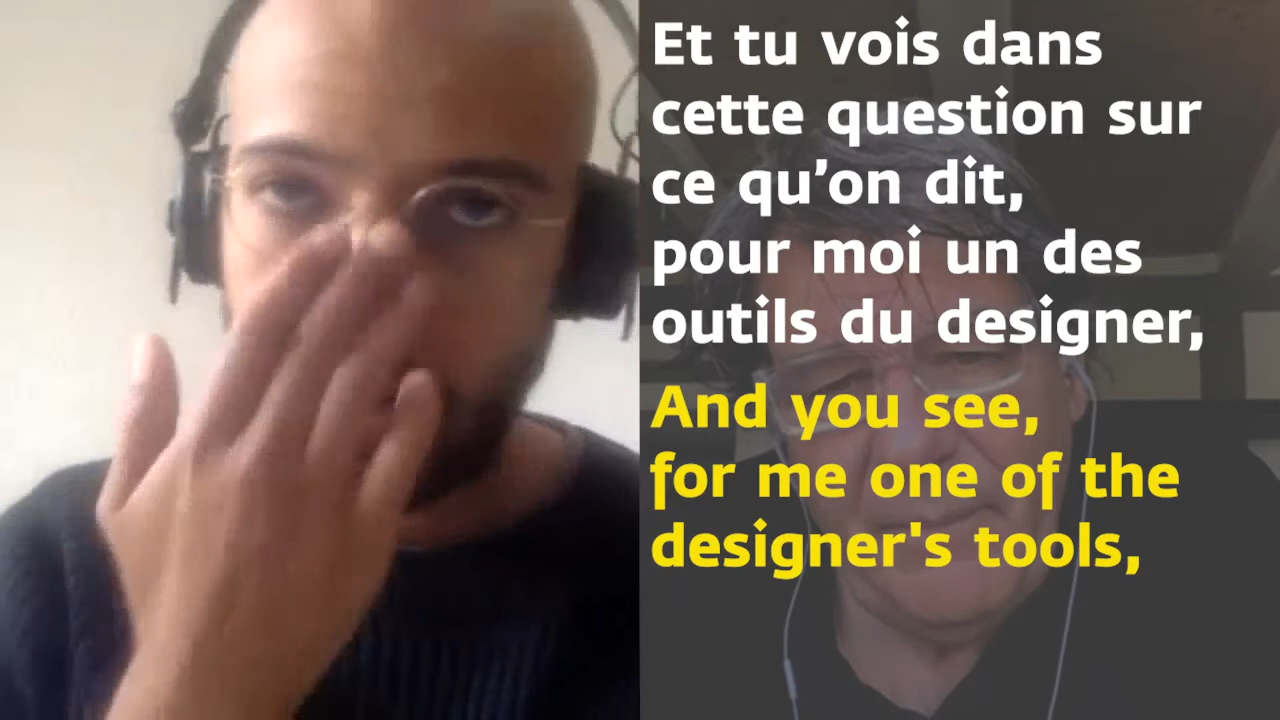 Et tu vois dans
cette question sur
ce qu’on dit,
pour moi un des
outils du designer,
And you see,
for me one of the
designer's tools,